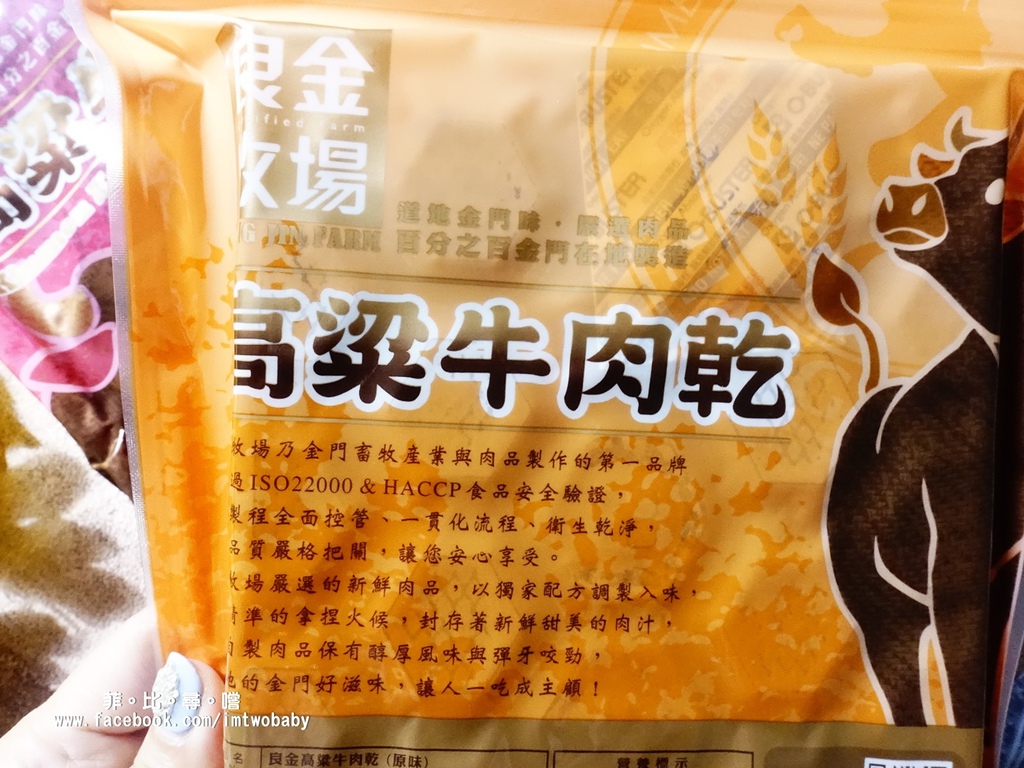 良金
ified Farm
牧場
G JIN FARM
道地金門味・嚴選肉品
百分之百金門在地
高粱牛肉乾
牧場乃金門畜牧産業與肉品製作的第一品牌
過ISO22000 & HACCP食品安全驗證，
製程全面控管、一貫化流程、衛生乾淨，
品質嚴格把關，讓您安心享受。
牧場嚴選的新鮮肉品，以獨家配方調製入味，
精準的拿捏火候，封存著新鮮甜美的肉汁，
自製肉品保有醇厚風味與彈牙咬勁，
地的金門好滋味，讓人一吃成主顧！
名 良金高粱牛肉乾（原味）
營養標示
菲。比。尋。嚐
www.facebook.com/imtwobaby